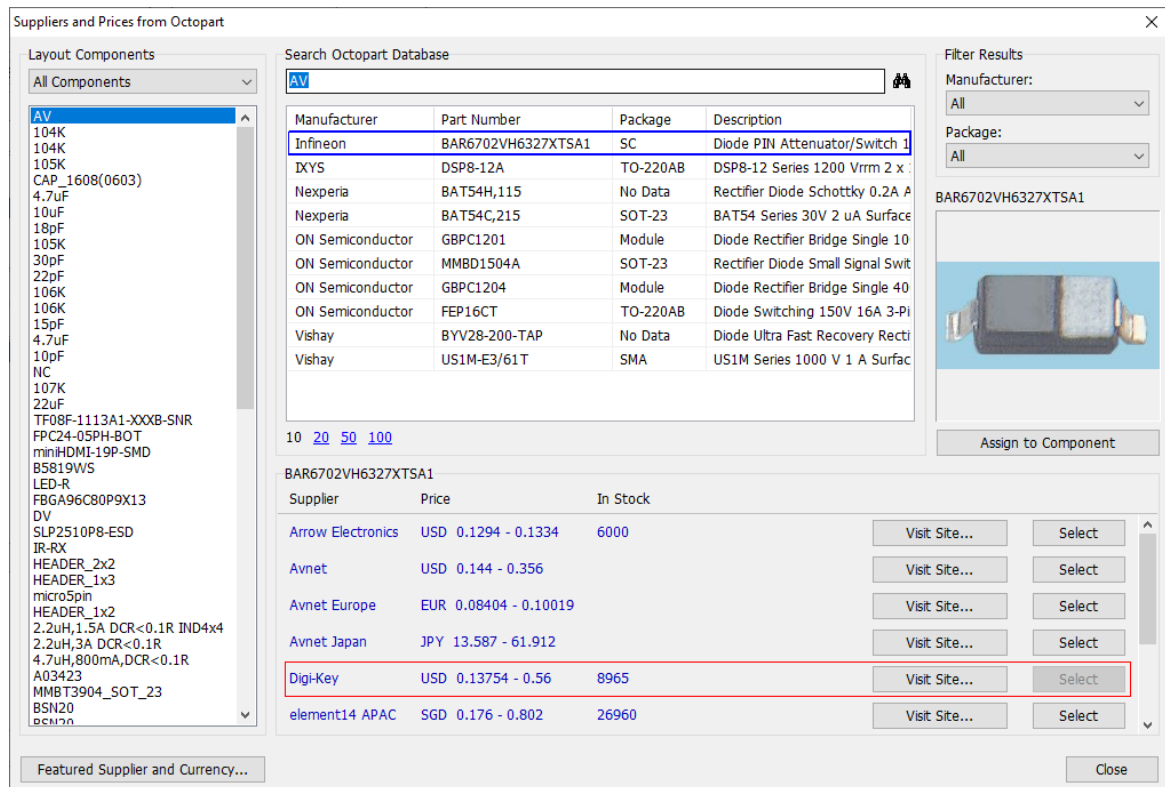 Suppliers and Prices from Octopart
Layout Components
All Components
AV
104K
104K
105K
CAP_1608(0603)
4.7uF
10uF
18pF
105K
30pF
22pF
106K
106K
15pF
4.7uF
10pF
NC
107K
22uF
TF08F-1113A1-XXXB-SNR
FPC24-05PH-BOT
miniHDMI-19P-SMD
B5819WS
LED-R
FBGA96C80P9X13
DV
SLP2510P8-ESD
IR-RX
HEADER_2x2
HEADER_1x3
micro5pin
HEADER_1x2
2.2uH,1.5A DCR<0.1R IND4x4
2.2uH,3A DCR<0.1R
4.7uH,800mA,DCR<0.1R
A03423
MMBT3904_SOT_23
BSN20
BSN20
Search Octopart Database
AV
Manufacturer Part Number Package Description
Infineon BAR6702VH6327XTSA1 SC Diode PIN Attenuator/Switch 1
IXYS DSP8-12A TO-220AB DSP8-12 Series 1200 Vrrm 2 x
Nexperia BAT54H,115 No Data Rectifier Diode Schottky 0.2A A
Nexperia BAT54C,215 SOT-23 BAT54 Series 30V 2 uA Surface
ON Semiconductor GBPC1201 Module Diode Rectifier Bridge Single 10
ON Semiconductor MMBD1504A SOT-23 Rectifier Diode Small Signal Swit
ON Semiconductor GBPC1204 Module Diode Rectifier Bridge Single 40
ON Semiconductor FEP16CT TO-220AB Diode Switching 150V 16A 3-Pi
Vishay BYV28-200-TAP No Data Diode Ultra Fast Recovery Recti
Vishay US1M-E3/61T SMA US1M Series 1000 V 1 A Surfac
10 20 50 100
Filter Results
Manufacturer:
All
Package:
All
BAR6702VH6327XTSA1
Assign to Component
BAR6702VH6327XTSA1
Supplier Price In Stock
Arrow Electronics USD 0.1294 - 0.1334 6000 Visit Site... Select
Avnet USD 0.144 - 0.356 Visit Site... Select
Avnet Europe EUR 0.08404 - 0.10019 Visit Site... Select
Avnet Japan JPY 13.587 - 61.912 Visit Site... Select
Digi-Key USD 0.13754 - 0.56 8965 Visit Site... Select
element14 APAC SGD 0.176 - 0.802 26960 Visit Site... Select
Featured Supplier and Currency...
Close